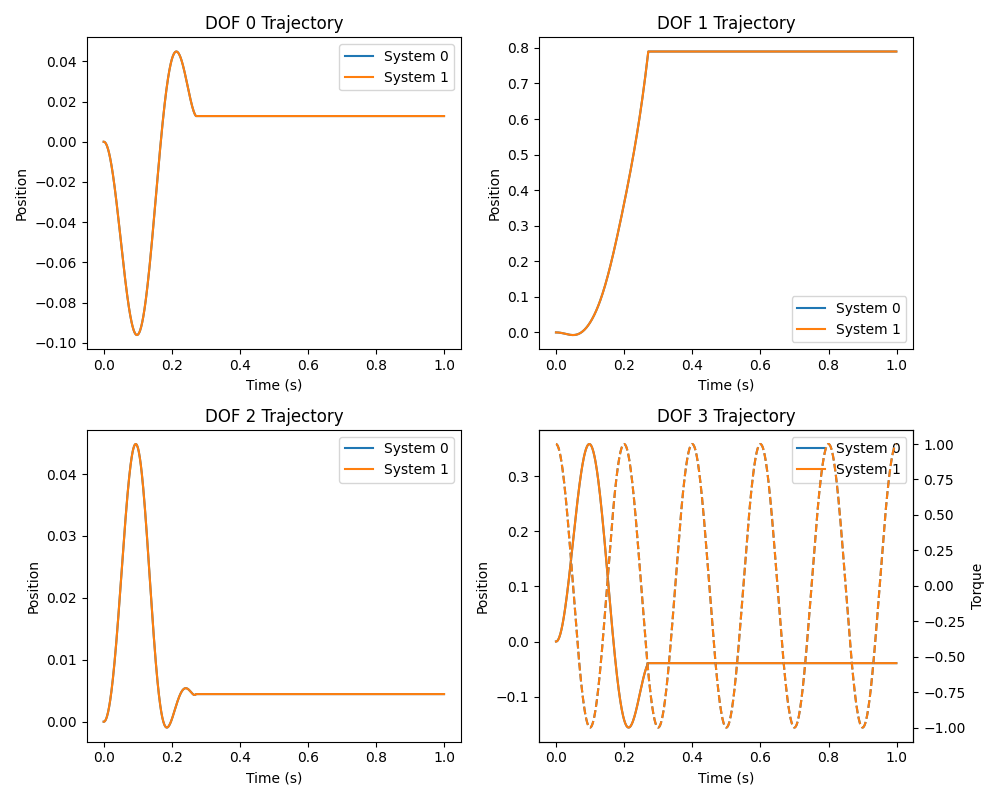 DOF 0 Trajectory
System 0
System 1
0.04
0.02
0.00
−0.02
−0.04
−0.06
−0.08
−0.10
Position
0.0 0.2 0.4 0.6 0.8 1.0
Time (s)
DOF 1 Trajectory
0.8
0.7
0.6
0.5
0.4
0.3
0.2
0.1
0.0
Position
System 0
System 1
0.0 0.2 0.4 0.6 0.8 1.0
Time (s)
DOF 2 Trajectory
System 0
System 1
0.04
0.03
0.02
0.01
0.00
Position
0.0 0.2 0.4 0.6 0.8 1.0
Time (s)
DOF 3 Trajectory
System 0
System 1
0.3
0.2
0.1
0.0
−0.1
Position
1.00
0.75
0.50
0.25
0.00
−0.25
−0.50
−0.75
−1.00
Torque
0.0 0.2 0.4 0.6 0.8 1.0
Time (s)